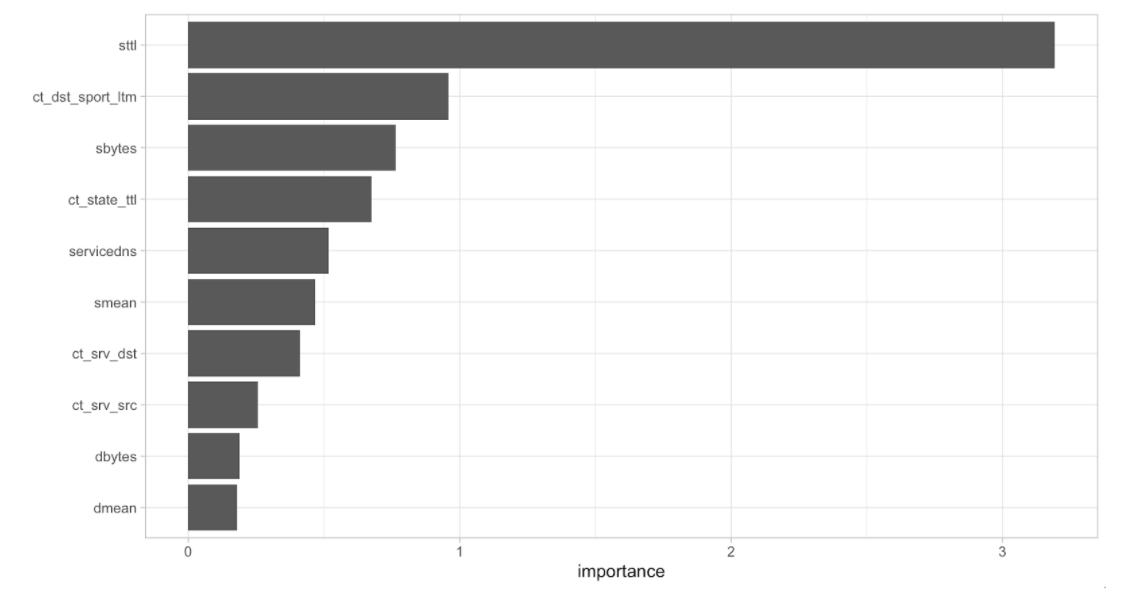 sttl
ct_dst_sport_ltm
sbytes
ct_state_ttl
servicedns
smean
ct_srv_dst
ct_srv_src
dbytes
dmean
0 1 2 3
importance